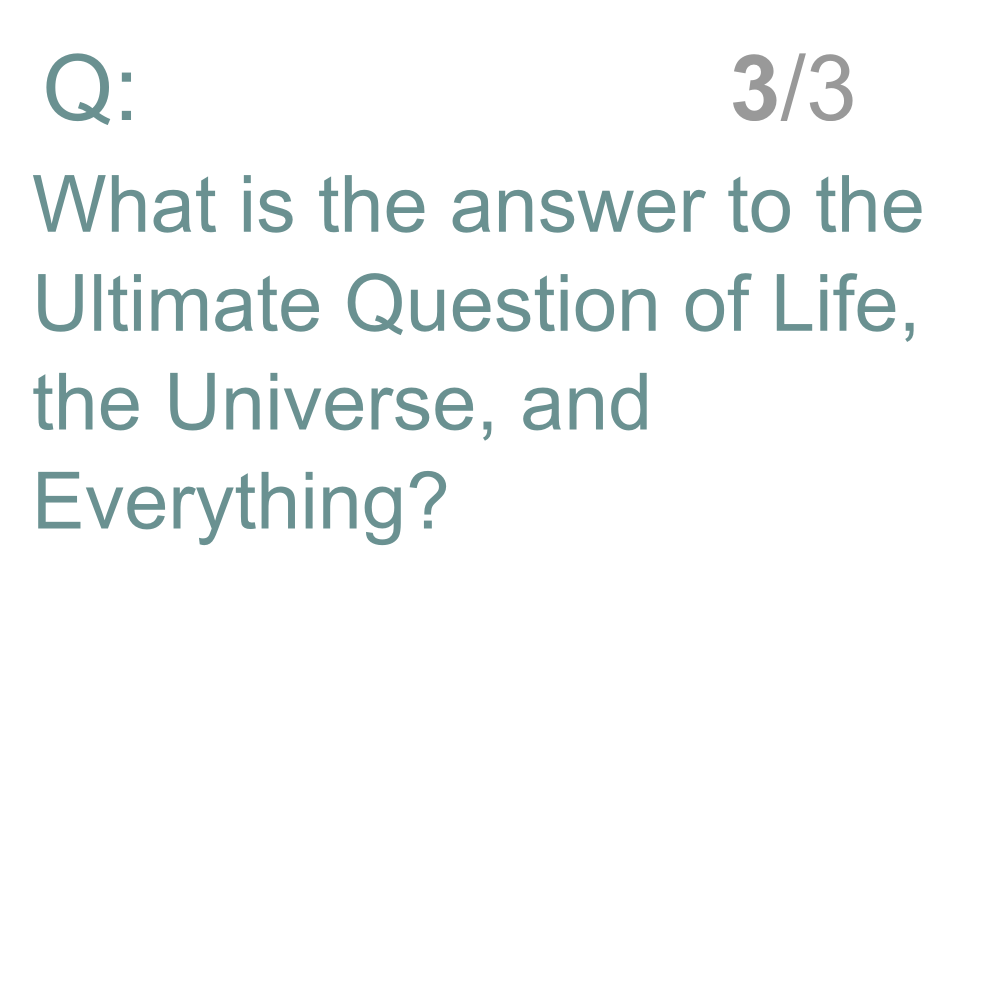 Q: 3/3
What is the answer to the
Ultimate Question of Life,
the Universe, and
Everything?